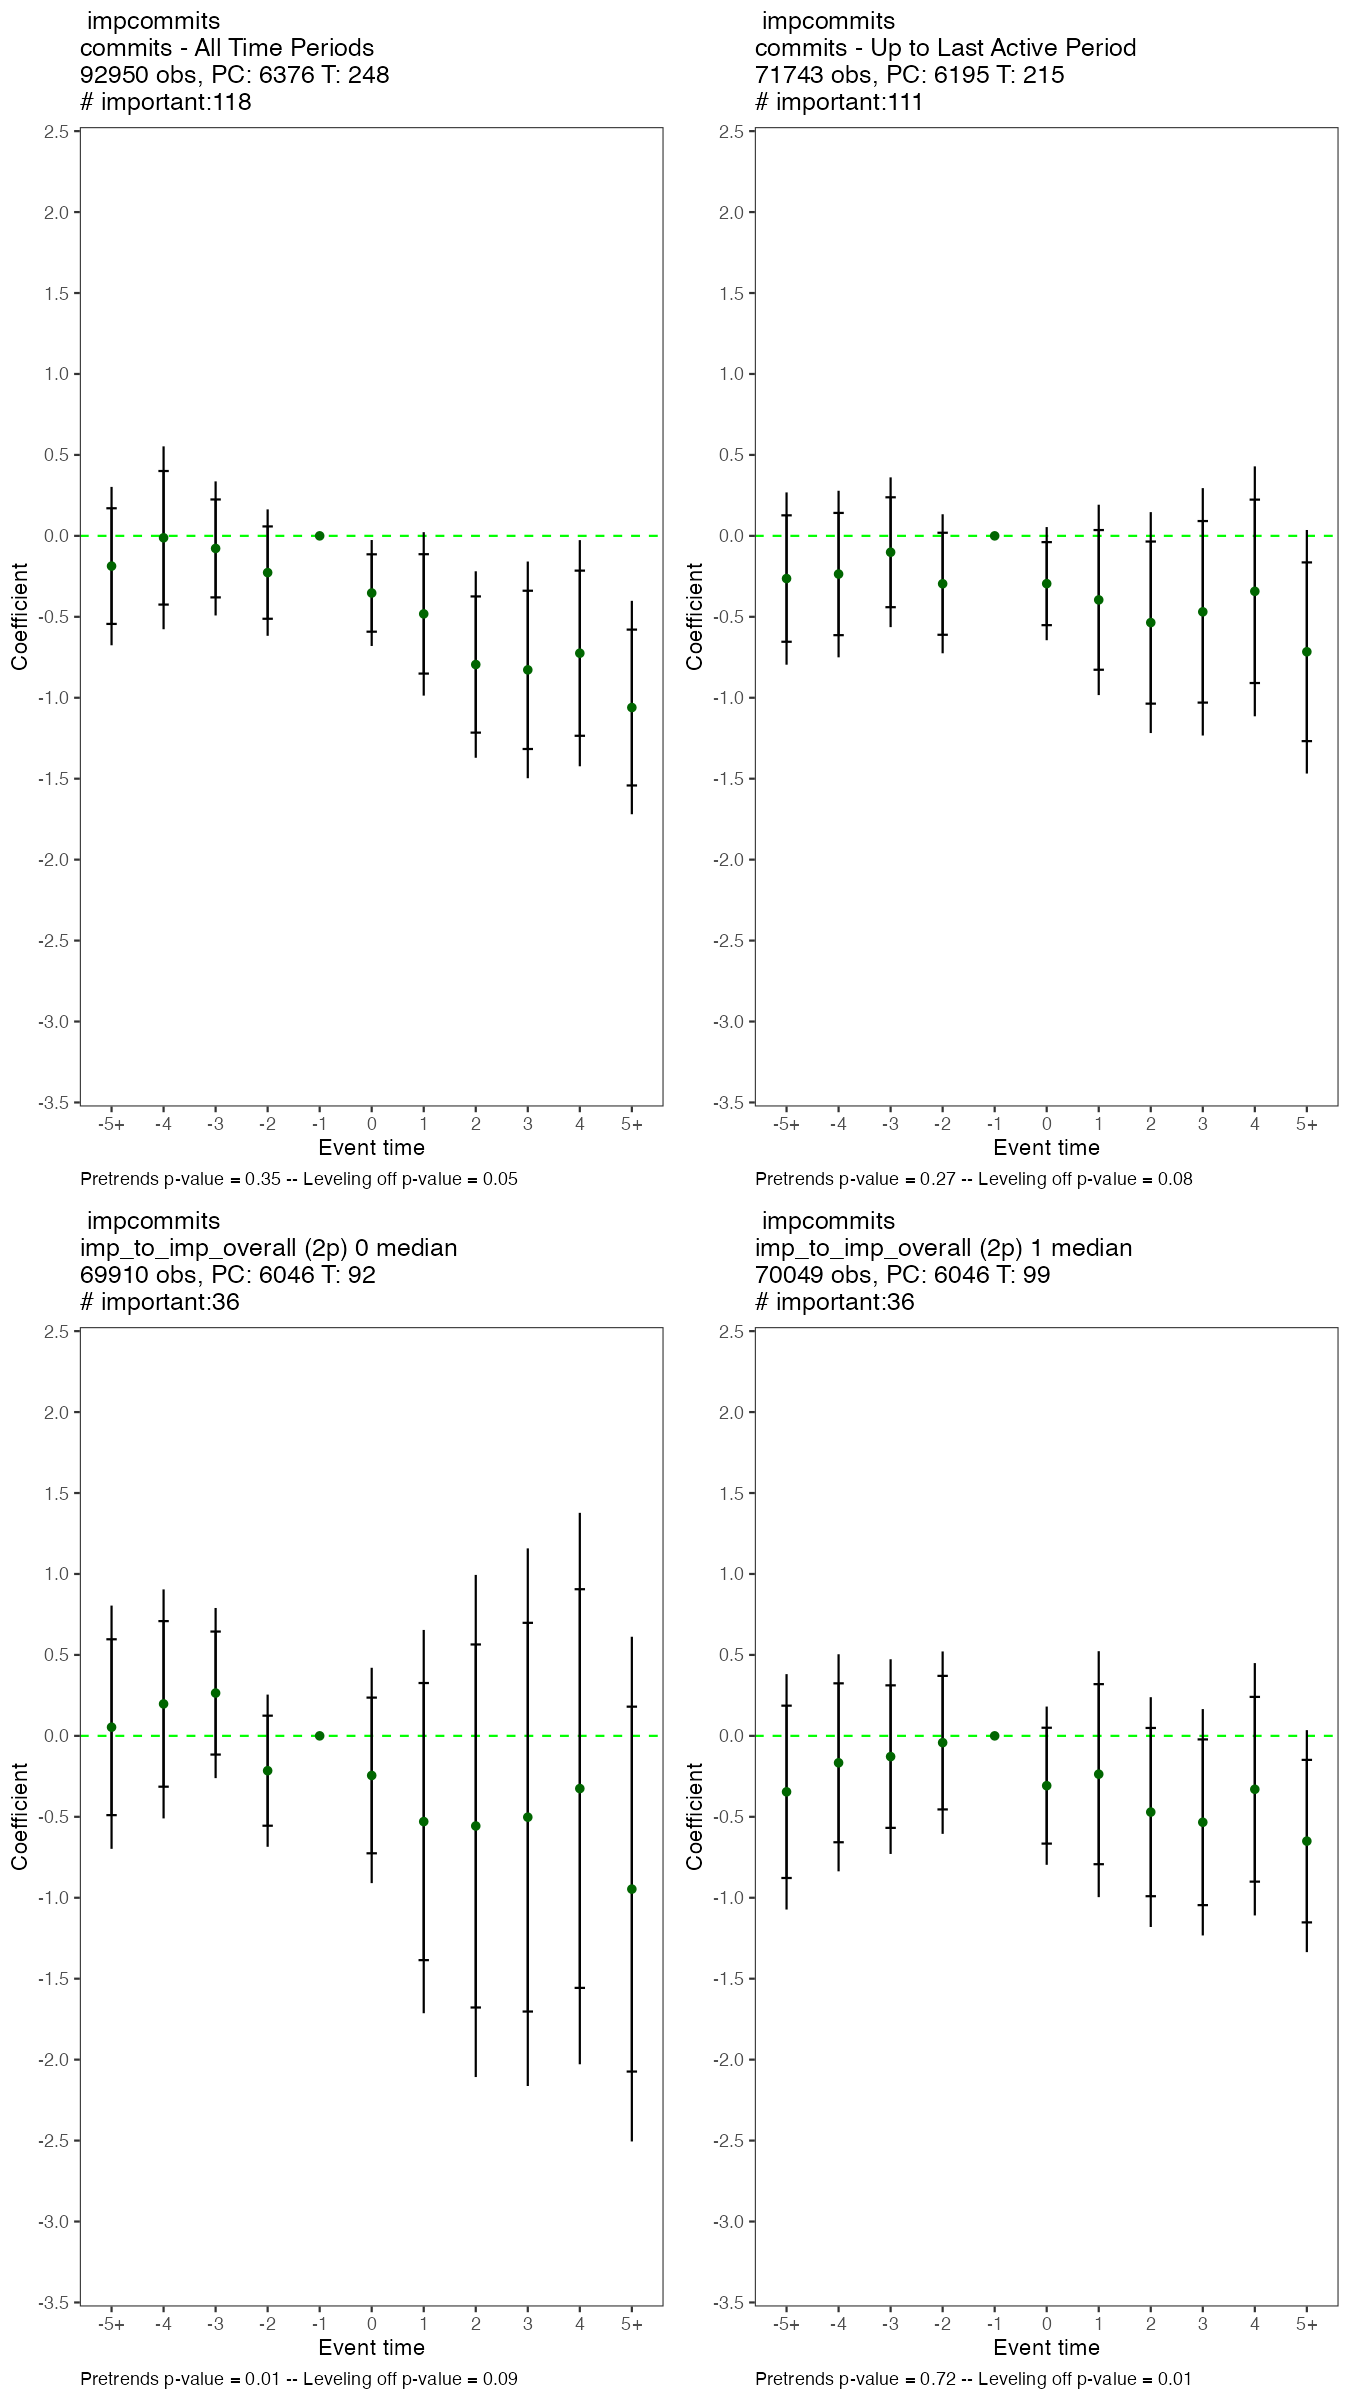 impcommits
commits - All Time Periods
92950 obs, PC: 6376 T: 248
# important:118
2.5
2.0
1.5
1.0
0.5
0.0
-0.5
-1.0
-1.5
-2.0
-2.5
-3.0
-3.5
Coefficient
-5+ -4 -3 -2 -1 0 1 2 3 4 5+
Event time
Pretrends p-value = 0.35 -- Leveling off p-value = 0.05
impcommits
commits - Up to Last Active Period
71743 obs, PC: 6195 T: 215
# important:111
2.5
2.0
1.5
1.0
0.5
0.0
-0.5
-1.0
-1.5
-2.0
-2.5
-3.0
-3.5
Coefficient
-5+ -4 -3 -2 -1 0 1 2 3 4 5+
Event time
Pretrends p-value = 0.27 -- Leveling off p-value = 0.08
impcommits
imp_to_imp_overall (2p) 0 median
69910 obs, PC: 6046 T: 92
# important:36
2.5
2.0
1.5
1.0
0.5
0.0
-0.5
-1.0
-1.5
-2.0
-2.5
-3.0
-3.5
Coefficient
-5+ -4 -3 -2 -1 0 1 2 3 4 5+
Event time
Pretrends p-value = 0.01 -- Leveling off p-value = 0.09
impcommits
imp_to_imp_overall (2p) 1 median
70049 obs, PC: 6046 T: 99
# important:36
2.5
2.0
1.5
1.0
0.5
0.0
-0.5
-1.0
-1.5
-2.0
-2.5
-3.0
-3.5
Coefficient
-5+ -4 -3 -2 -1 0 1 2 3 4 5+
Event time
Pretrends p-value = 0.72 -- Leveling off p-value = 0.01